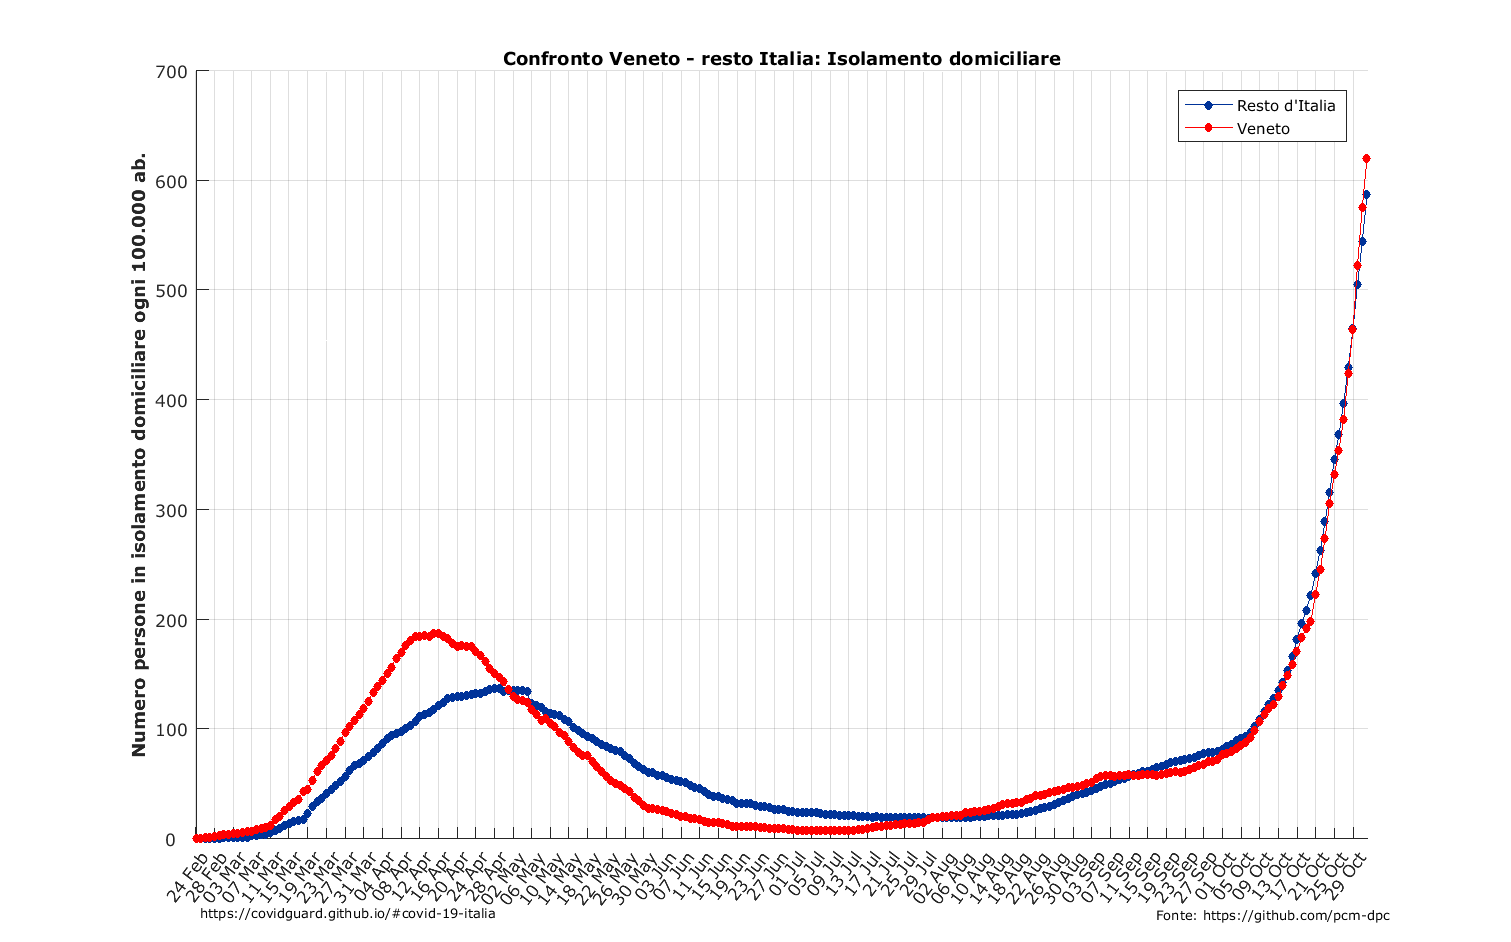 Confronto Veneto - resto Italia: Isolamento domiciliare
Numero persone in isolamento domiciliare ogni 100.000 ab.
700
600
500
400
300
200
100
0
Resto d'Italia
Veneto
24 Feb
28 Feb
03 Mar
07 Mar
11 Mar
15 Mar
19 Mar
23 Mar
27 Mar
31 Mar
04 Apr
08 Apr
12 Apr
16 Apr
20 Apr
24 Apr
28 Apr
02 May
06 May
10 May
14 May
18 May
22 May
26 May
30 May
03 Jun
07 Jun
11 Jun
15 Jun
19 Jun
23 Jun
27 Jun
01 Jul
05 Jul
09 Jul
13 Jul
17 Jul
21 Jul
25 Jul
29 Jul
02 Aug
06 Aug
10 Aug
14 Aug
18 Aug
22 Aug
26 Aug
30 Aug
03 Sep
07 Sep
11 Sep
15 Sep
19 Sep
23 Sep
27 Sep
01 Oct
05 Oct
09 Oct
13 Oct
17 Oct
21 Oct
25 Oct
29 Oct
https://covidguard.github.io/#covid-19-italia
Fonte: https://github.com/pcm-dpc